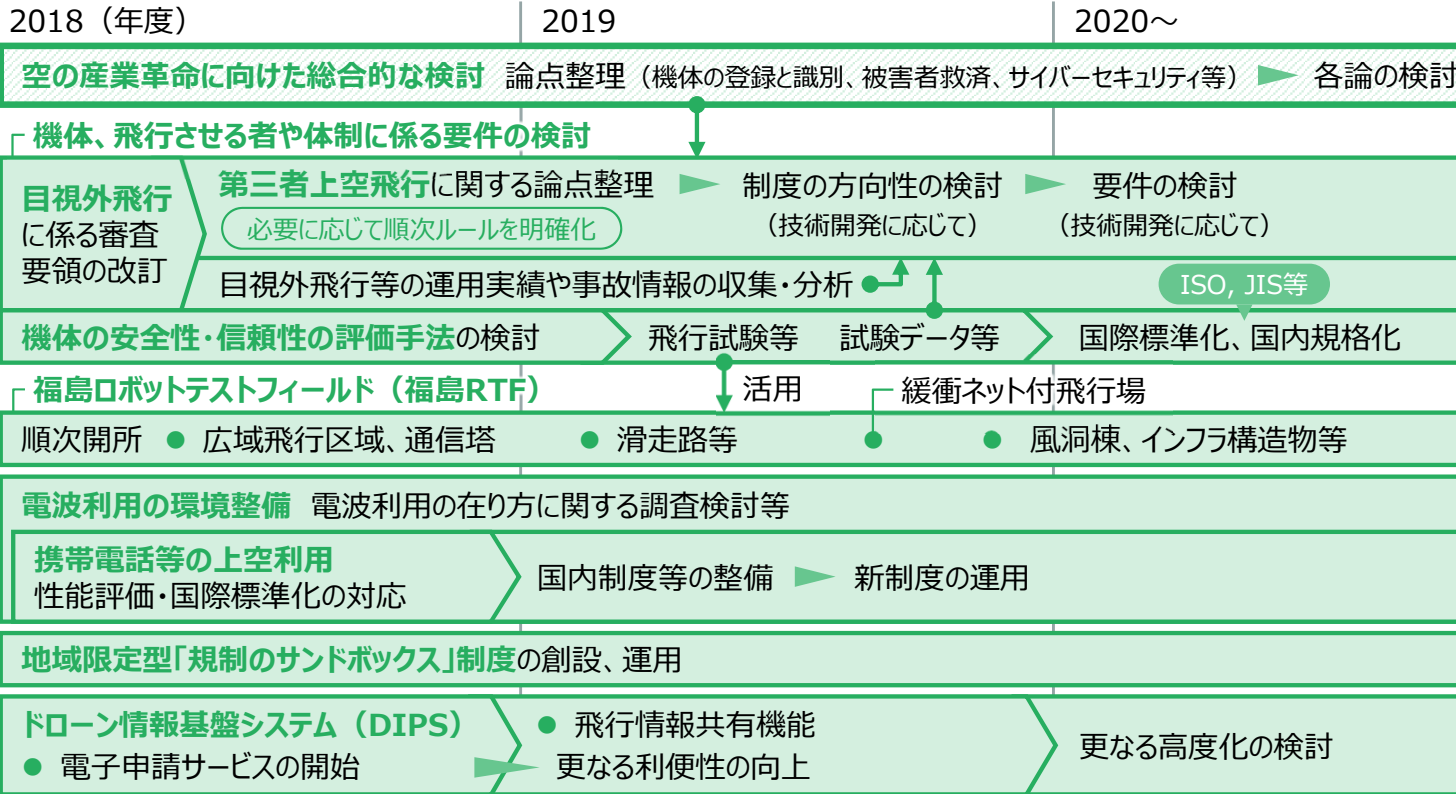 2018（年度）
2019
2020～
空の産業革命に向けた総合的な検討 論点整理（機体の登録と識別、被害者救済、サイバーセキュリティ等） 各論の検討
機体、飛行させる者や体制に係る要件の検討
目視外飛行
に係る審査
要領の改訂
第三者上空飛行に関する論点整理
必要に応じて順次ルールを明確化
制度の方向性の検討
（技術開発に応じて）
要件の検討
（技術開発に応じて）
目視外飛行等の運用実績や事故情報の収集・分析
ISO, JIS等
機体の安全性・信頼性の評価手法の検討
飛行試験等
試験データ等
国際標準化、国内規格化
福島ロボットテストフィールド（福島RTF）
活用
緩衝ネット付飛行場
順次開所
広域飛行区域、通信塔
滑走路等
風洞棟、インフラ構造物等
電波利用の環境整備 電波利用の在り方に関する調査検討等
携帯電話等の上空利用
性能評価・国際標準化の対応
国内制度等の整備
新制度の運用
地域限定型「規制のサンドボックス」制度の創設、運用
ドローン情報基盤システム（DIPS）
電子申請サービスの開始
飛行情報共有機能
更なる利便性の向上
更なる高度化の検討